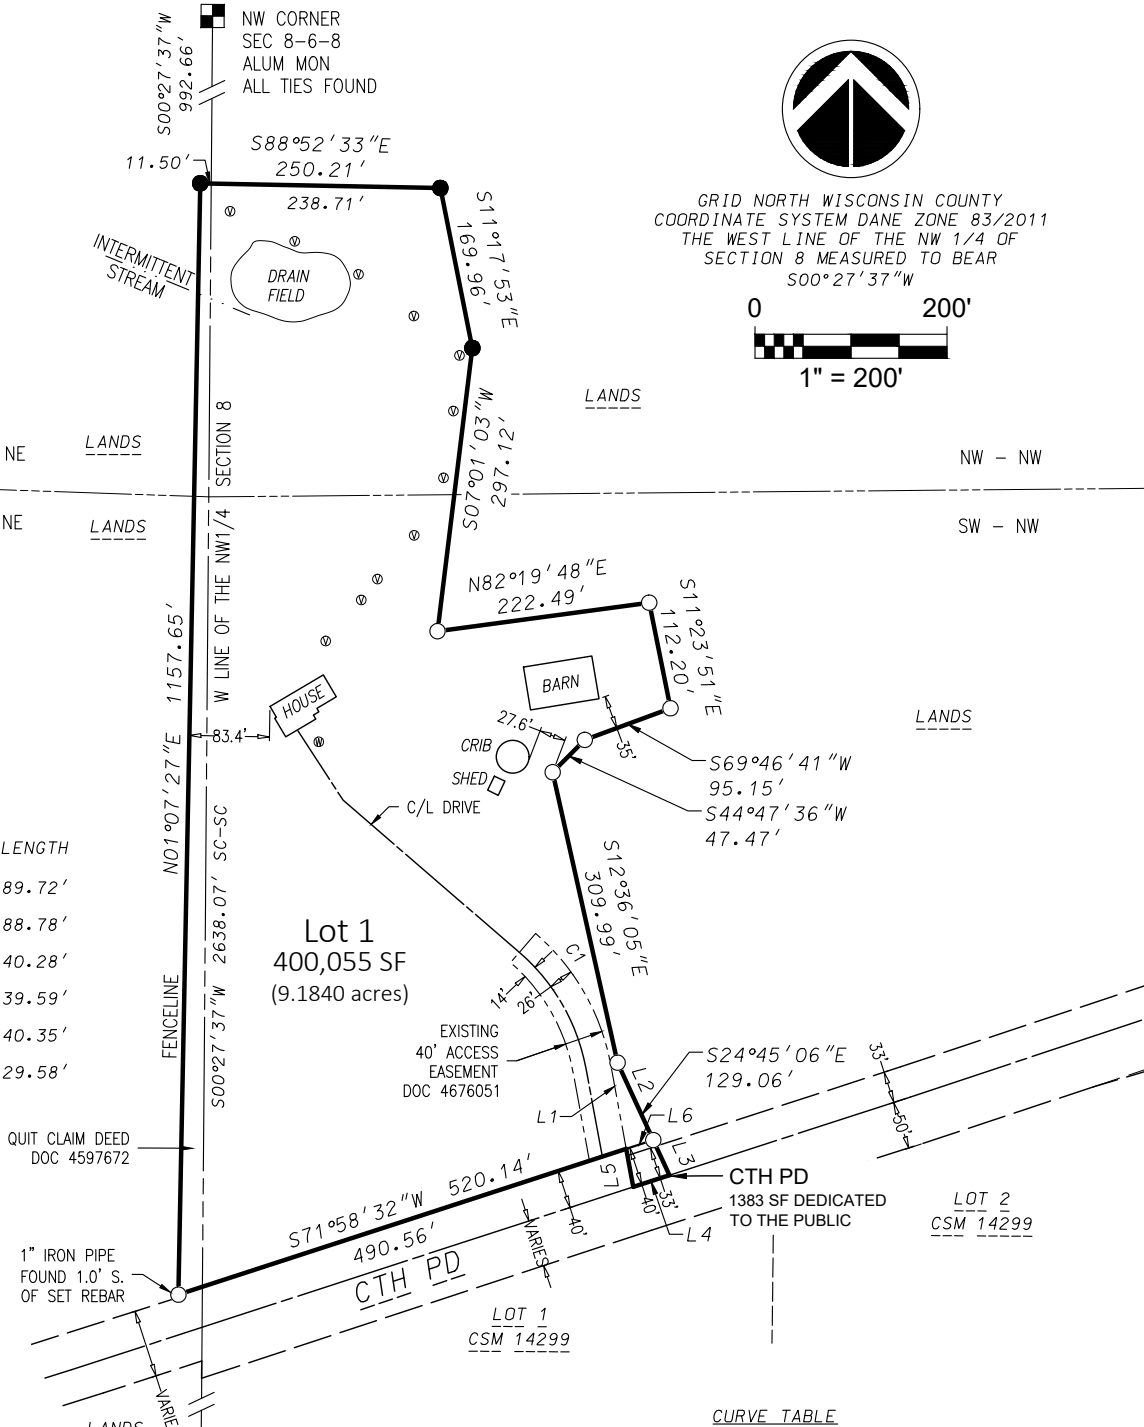 NW CORNER
SEC 8-6-8
ALUM MON
ALL TIES FOUND
S00°27'37"W
992.66'
11.50'
S88°52'33"E
250.21'
238.71'
GRID NORTH WISCONSIN COUNTY
COORDINATE SYSTEM DANE ZONE 83/2011
THE WEST LINE OF THE NW 1/4 OF
SECTION 8 MEASURED TO BEAR
S00°27'37"W
0 200'
1" = 200'
S11°17'53"E
169.96'
INTERMITTENT
STREAM
DRAIN
FIELD
LANDS
LANDS
NE
NW - NW
SECTION 8
S07°01'03"W
297.12'
NE
LANDS
SW - NW
W LINE OF THE NW1/4
N82°19'48"E
222.49'
S11°23'51"E
112.20'
N01°07'27"E 1157.65'
HOUSE
83.4'
BARN
27.6'
35'
CRIB
SHED
LANDS
S69°46'41"W
95.15'
S44°47'36"W
47.47'
C/L DRIVE
S12°36'05"E
309.99'
LENGTH
89.72'
88.78'
40.28'
39.59'
40.35'
29.58'
S00°27'37"W 2638.07' SC-SC
FENCELINE
Lot 1
400,055 SF
(9.1840 acres)
C1
14'
26'
EXISTING
40' ACCESS
EASEMENT
DOC 4676051
L1
L2
S24°45'06"E
129.06'
L6
L3
L5
33'
50'
QUIT CLAIM DEED
DOC 4597672
S71°58'32"W 520.14'
490.56'
40'
VARIES
40'
33'
L4
CTH PD
1383 SF DEDICATED
TO THE PUBLIC
LOT 2
CSM 14299
1" IRON PIPE
FOUND 1.0' S.
OF SET REBAR
CTH PD
LOT 1
CSM 14299
VARIE
LANDS
CURVE TABLE
V
V
V
V
V
V
V
V
V
V
V
W